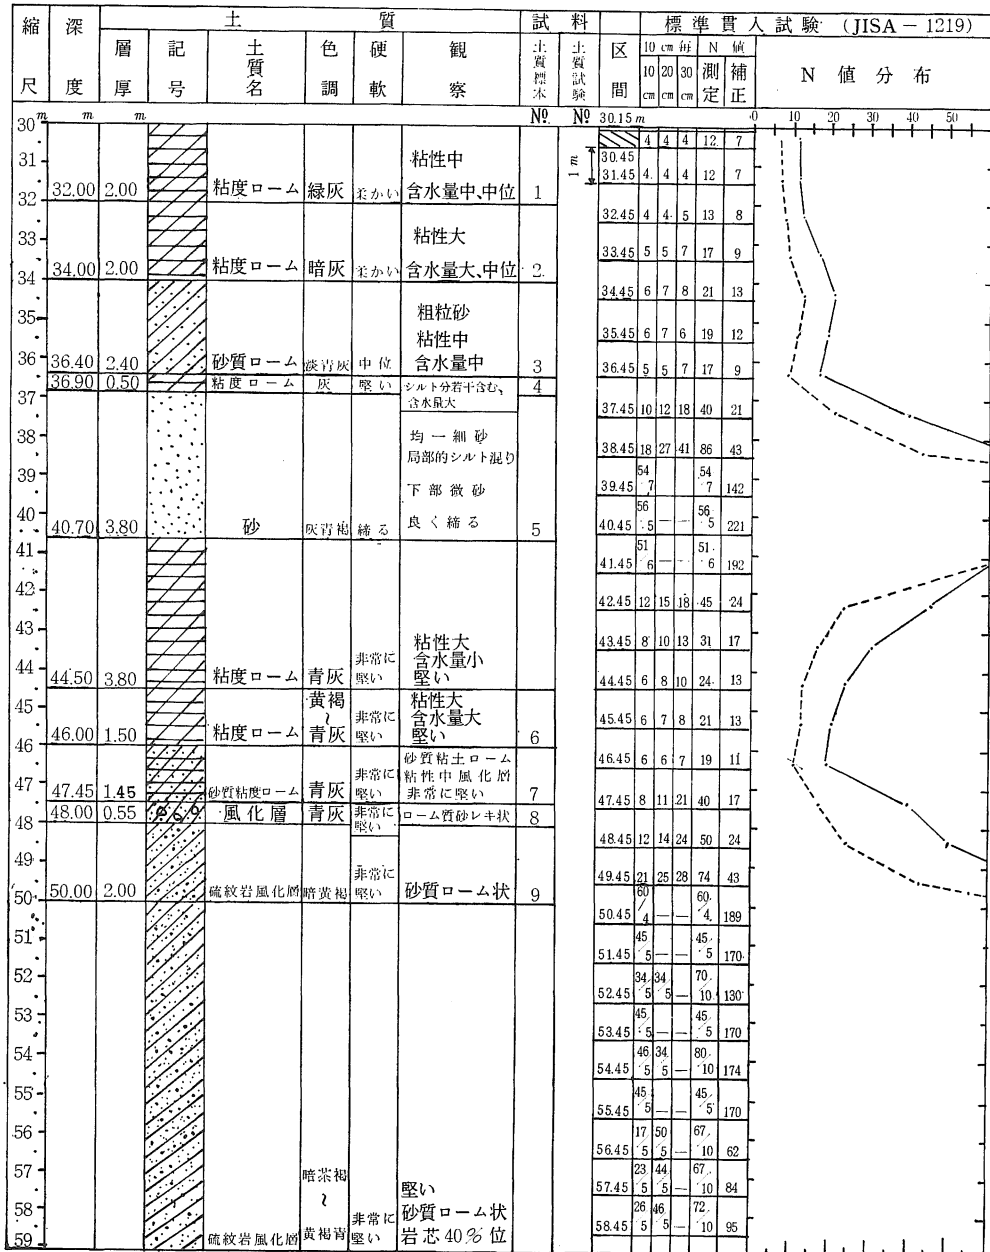 縮尺 深度 土質 試料 標準貫入試験 (JISA－1219)
層厚 記号 土質名 色調 硬軟 観察 土質標本 土質試験 区間 10cm毎 N値 N値分布
10cm 20cm 30cm 測定 補正
m m m № № 30.15m 0 10 20 30 40 50
30
4 4 4 12 7
31 粘性中 1m 30.45
31.45 4 4 4 12 7
32.00 2.00 粘度ローム 緑灰 柔かい 含水量中、中位 1
32
32.45 4 4 5 13 8
33 粘性大
33.45 5 5 7 17 9
34.00 2.00 粘度ローム 暗灰 柔かい 含水量大、中位 2
34
34.45 6 7 8 21 13
粗粒砂
35
粘性中 35.45 6 7 6 19 12
36.40 2.40 砂質ローム 淡青灰 中位 含水量中 3
36 36.45 5 5 7 17 9
36.90 0.50 粘度ローム 灰 堅い シルト分若干含む、 4
含水量大
37 37.45 10 12 18 40 21
均一細砂
38 38.45 18 27 41 86 43
局部的シルト混り
54 54
39 39.45 7 7 142
下部微砂
56 56
40 40.45 5 — — 5 221
40.70 3.80 砂 灰青褐 締る 良く締る 5
51 51
41 41.45 6 — — 6 192
42 42.45 12 15 18 45 24
43 43.45 8 10 13 31 17
粘性大
非常に 含水量小
44 44.50 3.80 粘度ローム 青灰 堅い 堅い 44.45 6 8 10 24 13
黄褐 粘性大
45 〜 非常に 含水量大 45.45 6 7 8 21 13
46.00 1.50 粘度ローム 青灰 堅い 堅い 6
46 砂質粘土ローム 46.45 6 6 7 19 11
非常に 粘性中風化層
47 47.45 1.45 砂質粘度ローム 青灰 堅い 非常に堅い 7
47.45 8 11 21 40 17
48.00 0.55 風化層 青灰 非常に堅い ローム質砂レキ状 8
48 48.45 12 14 24 50 24
49 非常に 49.45 21 25 28 74 43
50.00 2.00 硫紋岩風化層 暗黄褐 堅い 砂質ローム状 9
60 60
50 50.45 4 — — 4 189
45 45
51 51.45 5 — — 5 170
34 34 70
52 52.45 5 5 — 10 130
45 45
53 53.45 5 — — 5 170
46 34 80
54 54.45 5 5 — 10 174
45 45
55 55.45 5 — — 5 170
17 50 67
56 56.45 5 5 — 10 62
23 44 67
57 暗茶褐 57.45 5 5 — 10 84
〜 堅い
26 46 72
58 非常に 砂質ローム状 58.45 5 5 — 10 95
59 硫紋岩風化層 黄褐青 堅い 岩芯40%位